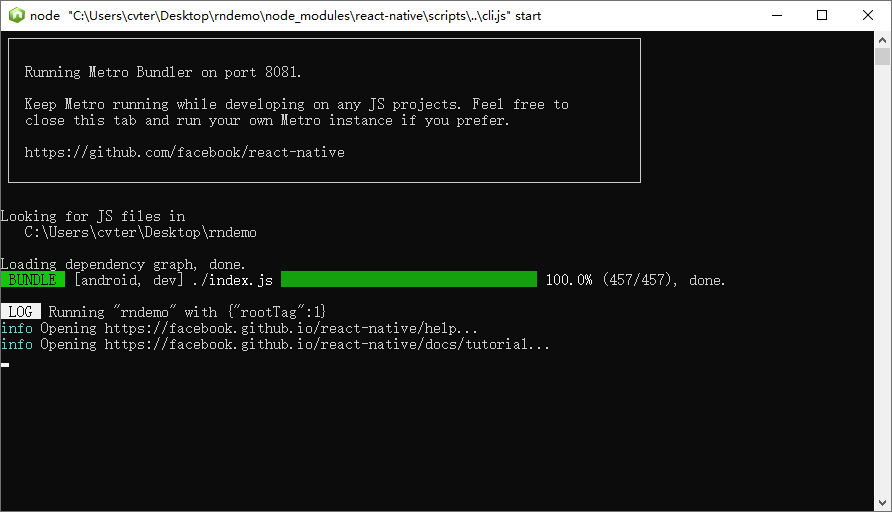 node "C:\Users\cvter\Desktop\rndemo\node_modules\react-native\scripts\..\cli.js" start
Running Metro Bundler on port 8081.
Keep Metro running while developing on any JS projects. Feel free to
close this tab and run your own Metro instance if you prefer.
https://github.com/facebook/react-native
Looking for JS files in
C:\Users\cvter\Desktop\rndemo
Loading dependency graph, done.
BUNDLE [android, dev] ./index.js 100.0% (457/457), done.
LOG Running "rndemo" with {"rootTag":1}
info Opening https://facebook.github.io/react-native/help...
info Opening https://facebook.github.io/react-native/docs/tutorial...